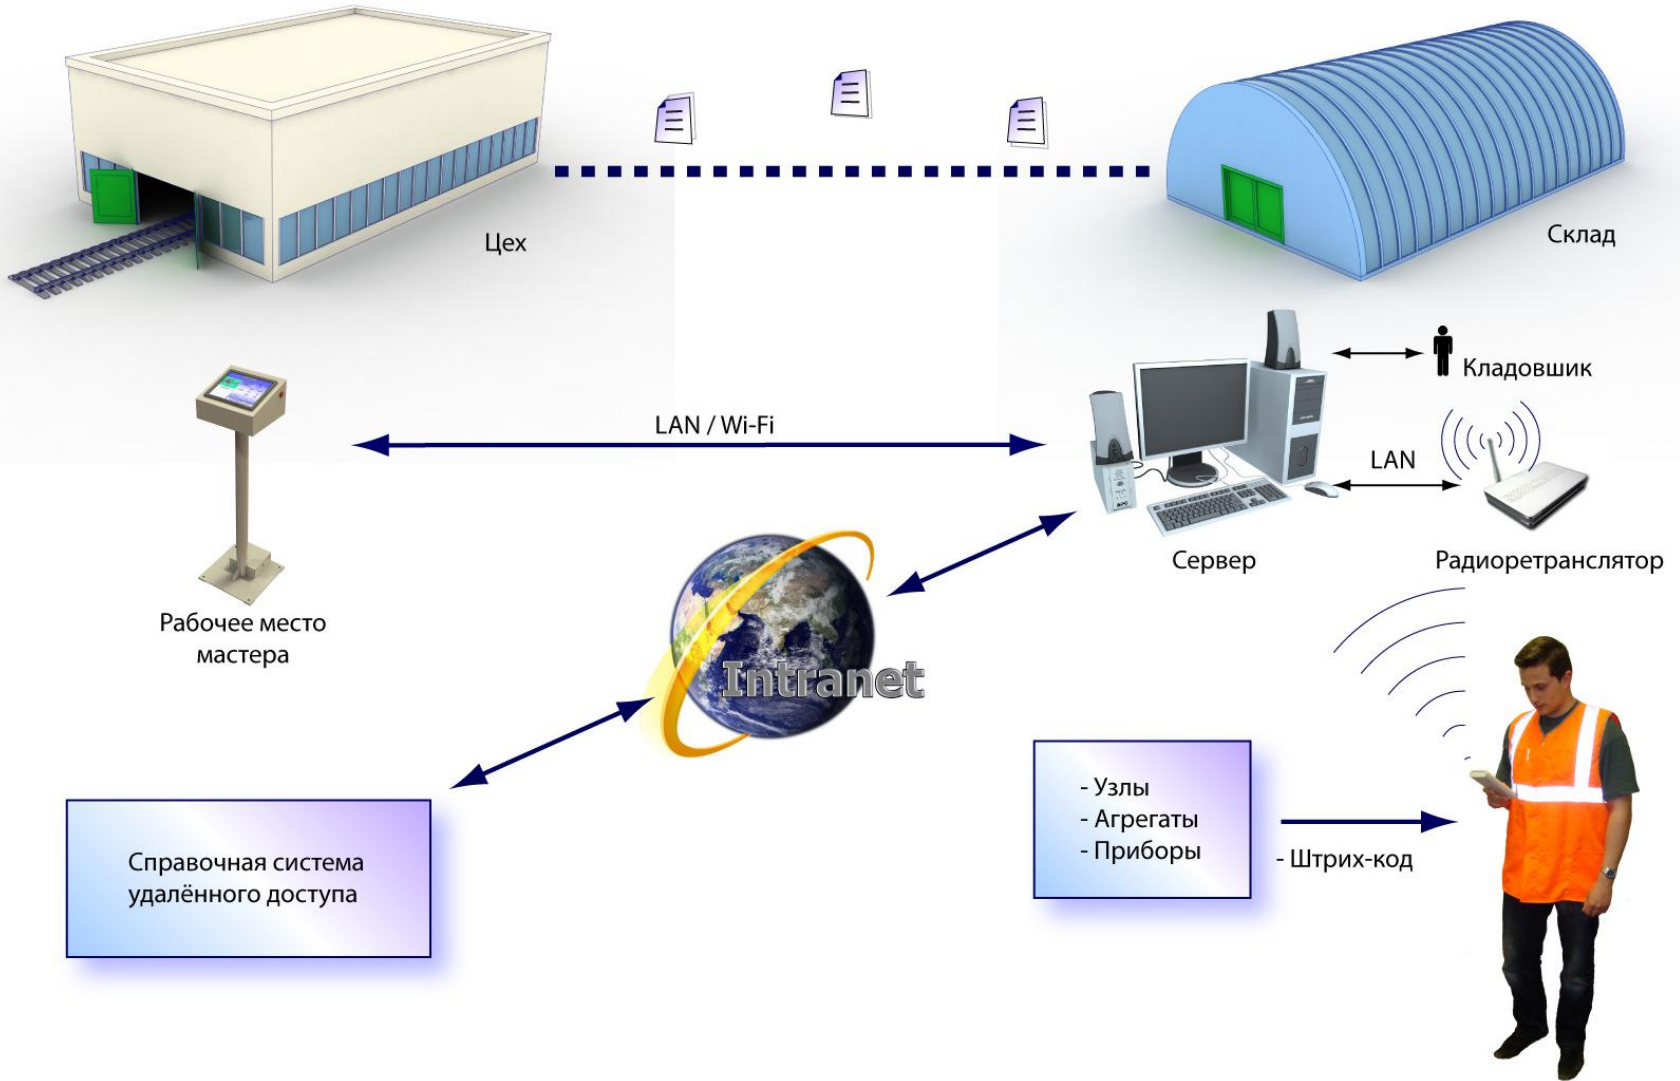 Цех
Склад
Кладовшик
LAN / Wi-Fi
LAN
Сервер
Радиоретранслятор
Рабочее место
мастера
Intranet
- Узлы
- Агрегаты
- Приборы
- Штрих-код
Справочная система
удалённого доступа